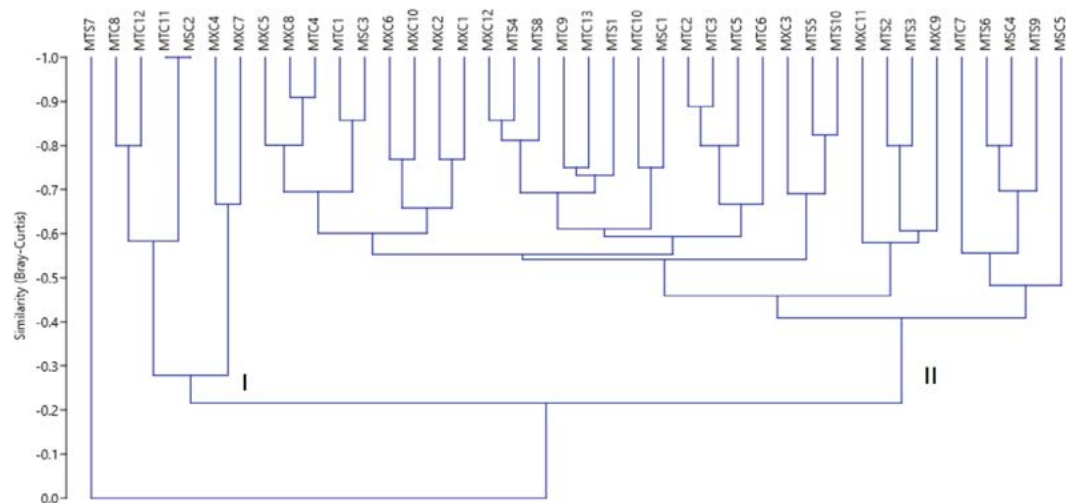 MTS7 MTC8 MTC12 MTC11 MSC2 MXC4 MXC7 MXC5 MXC8 MTC4 MTC1 MSC3 MXC6 MXC10 MXC2 MXC1 MXC12 MTS4 MTS8 MTC9 MTC13 MTS1 MTC10 MSC1 MTC2 MTC3 MTC5 MTC6 MXC3 MTS5 MTS10 MXC11 MTS2 MTS3 MXC9 MTC7 MTS6 MSC4 MTS9 MSC5
-1.0
-0.9
-0.8
-0.7
-0.6
-0.5
-0.4
-0.3
-0.2
-0.1
0.0
Similarity (Bray-Curtis)
I
II